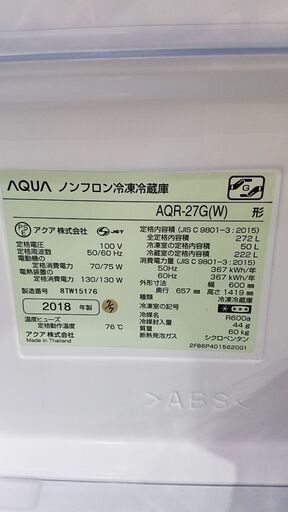 AQUA ノンフロン冷凍冷蔵庫
AQR-27G(W) 形
アクア 株式会社 JET
定格電圧 100 V
定格周波数 50/60 Hz
電動機の
定格消費電力 70/75 W
電熱装置の
定格消費電力 130/130 W
製造番号 8TW15176
2018 年製
温度ヒューズ
定格動作温度 76℃
アクア 株式会社
Made in Thailand
定格内容積 (JIS C 9801-3:2015)
全定格内容積 272 L
冷凍室の定格内容積 50 L
冷蔵室の定格内容積 222 L
消費電力量 (JIS C 9801-3:2015)
50Hz 367 kWh/年
60Hz 367 kWh/年
外形寸法 幅 600 mm
奥行 657 mm 高さ 1419 mm
種類 冷凍冷蔵庫
冷凍室の記号
冷媒 R600a
冷媒封入量 44 g
質量 60 kg
断熱発泡ガス シクロペンタン
2FB6P401562001
>ABS<